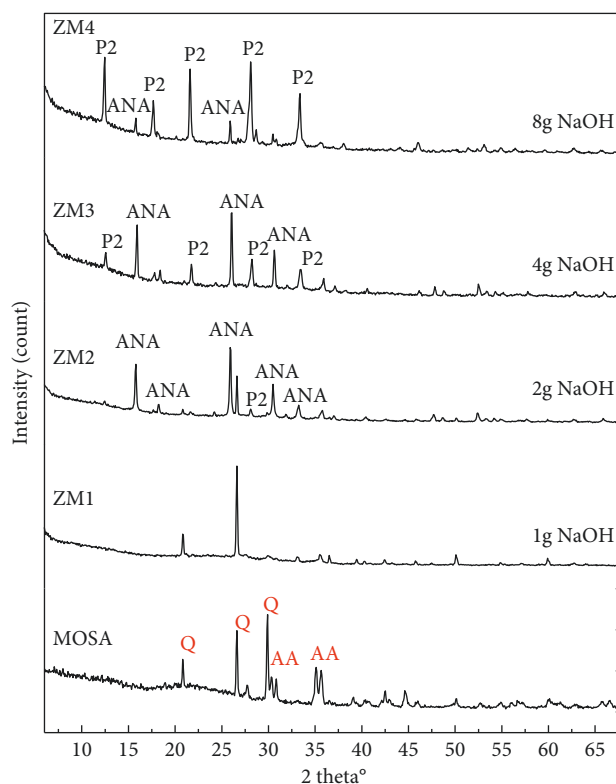 ZM4
P2
P2
P2
P2
P2
ANA
ANA
8g NaOH
ZM3
ANA
ANA
P2
P2
P2
ANA
P2
4g NaOH
ZM2
ANA
ANA
ANA
P2
ANA
ANA
2g NaOH
ZM1
1g NaOH
MOSA
Q
Q
Q
AA
AA
Intensity (count)
10 15 20 25 30 35 40 45 50 55 60 65
2 theta°